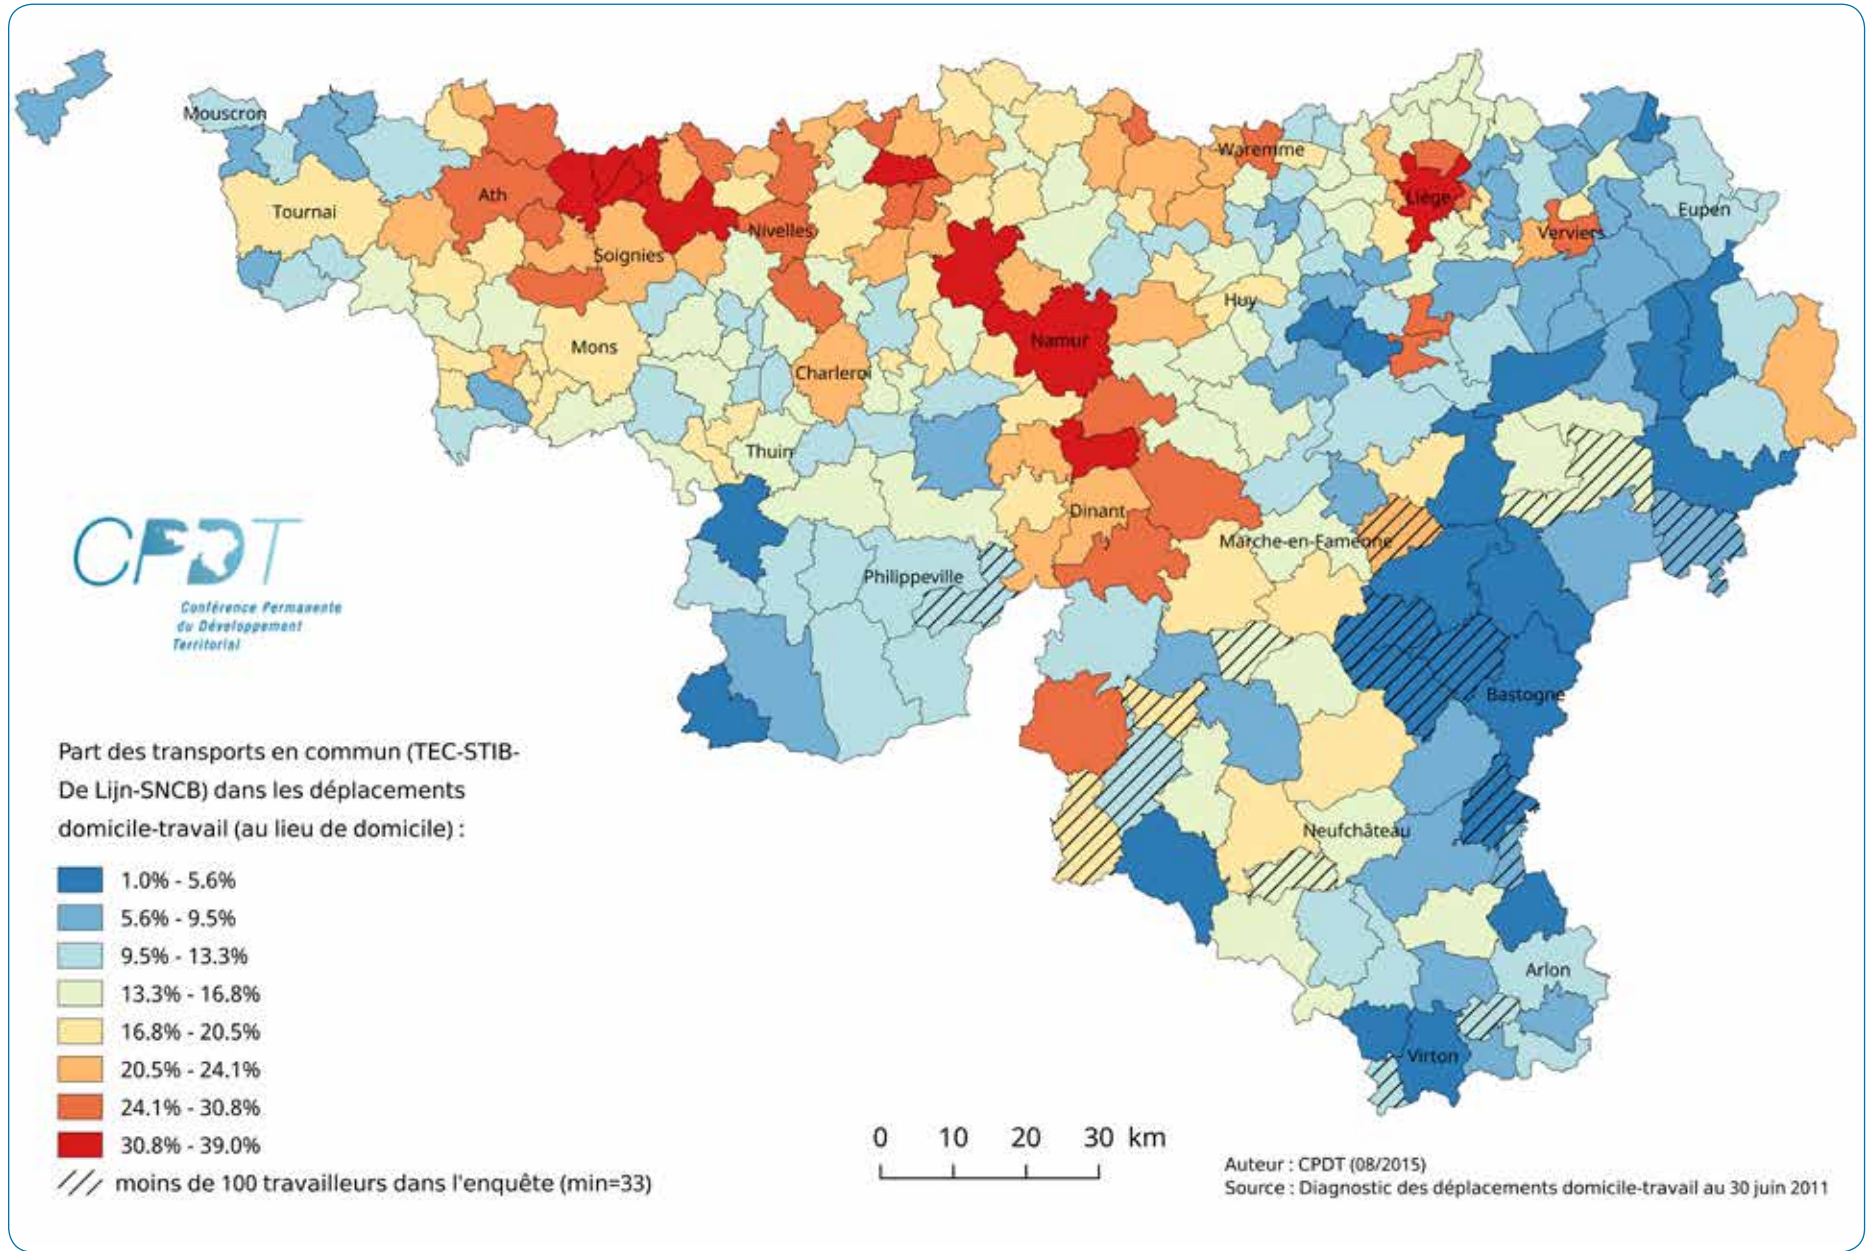 Mouscron
Tournai
Ath
Soignies
Nivelles
Waremme
Liège
Eupen
Verviers
Huy
Mons
Charleroi
Namur
Thuin
Dinant
Marche-en-Famenne
Philippeville
Bastogne
Neufchâteau
Arlon
Virton
CPDT
Conférence Permanente
du Développement
Territorial
Part des transports en commun (TEC-STIB-
De Lijn-SNCB) dans les déplacements
domicile-travail (au lieu de domicile) :
1.0% - 5.6%
5.6% - 9.5%
9.5% - 13.3%
13.3% - 16.8%
16.8% - 20.5%
20.5% - 24.1%
24.1% - 30.8%
30.8% - 39.0%
moins de 100 travailleurs dans l'enquête (min=33)
0 10 20 30 km
Auteur : CPDT (08/2015)
Source : Diagnostic des déplacements domicile-travail au 30 juin 2011